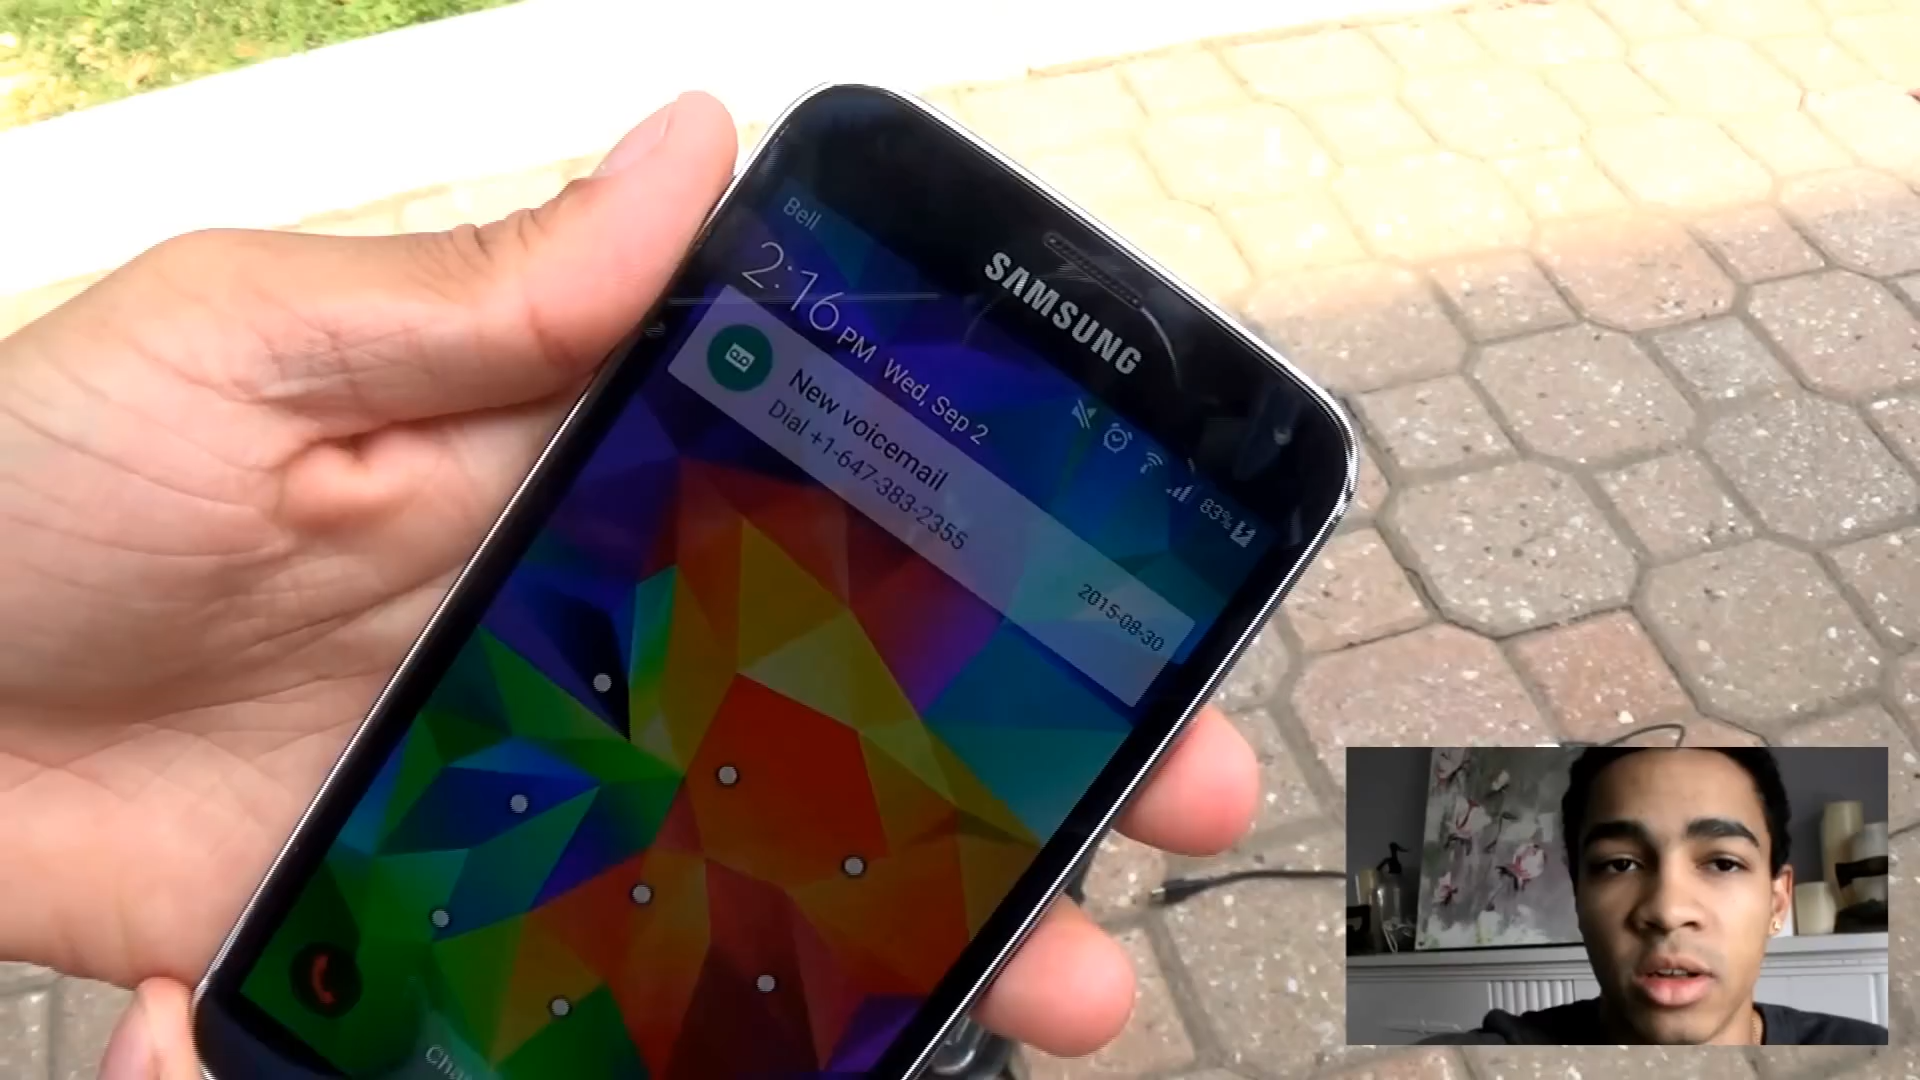 Bell
SAMSUNG
2:16 PM Wed, Sep 2
83%
New voicemail
Dial +1-647-383-2355
2015-08-30